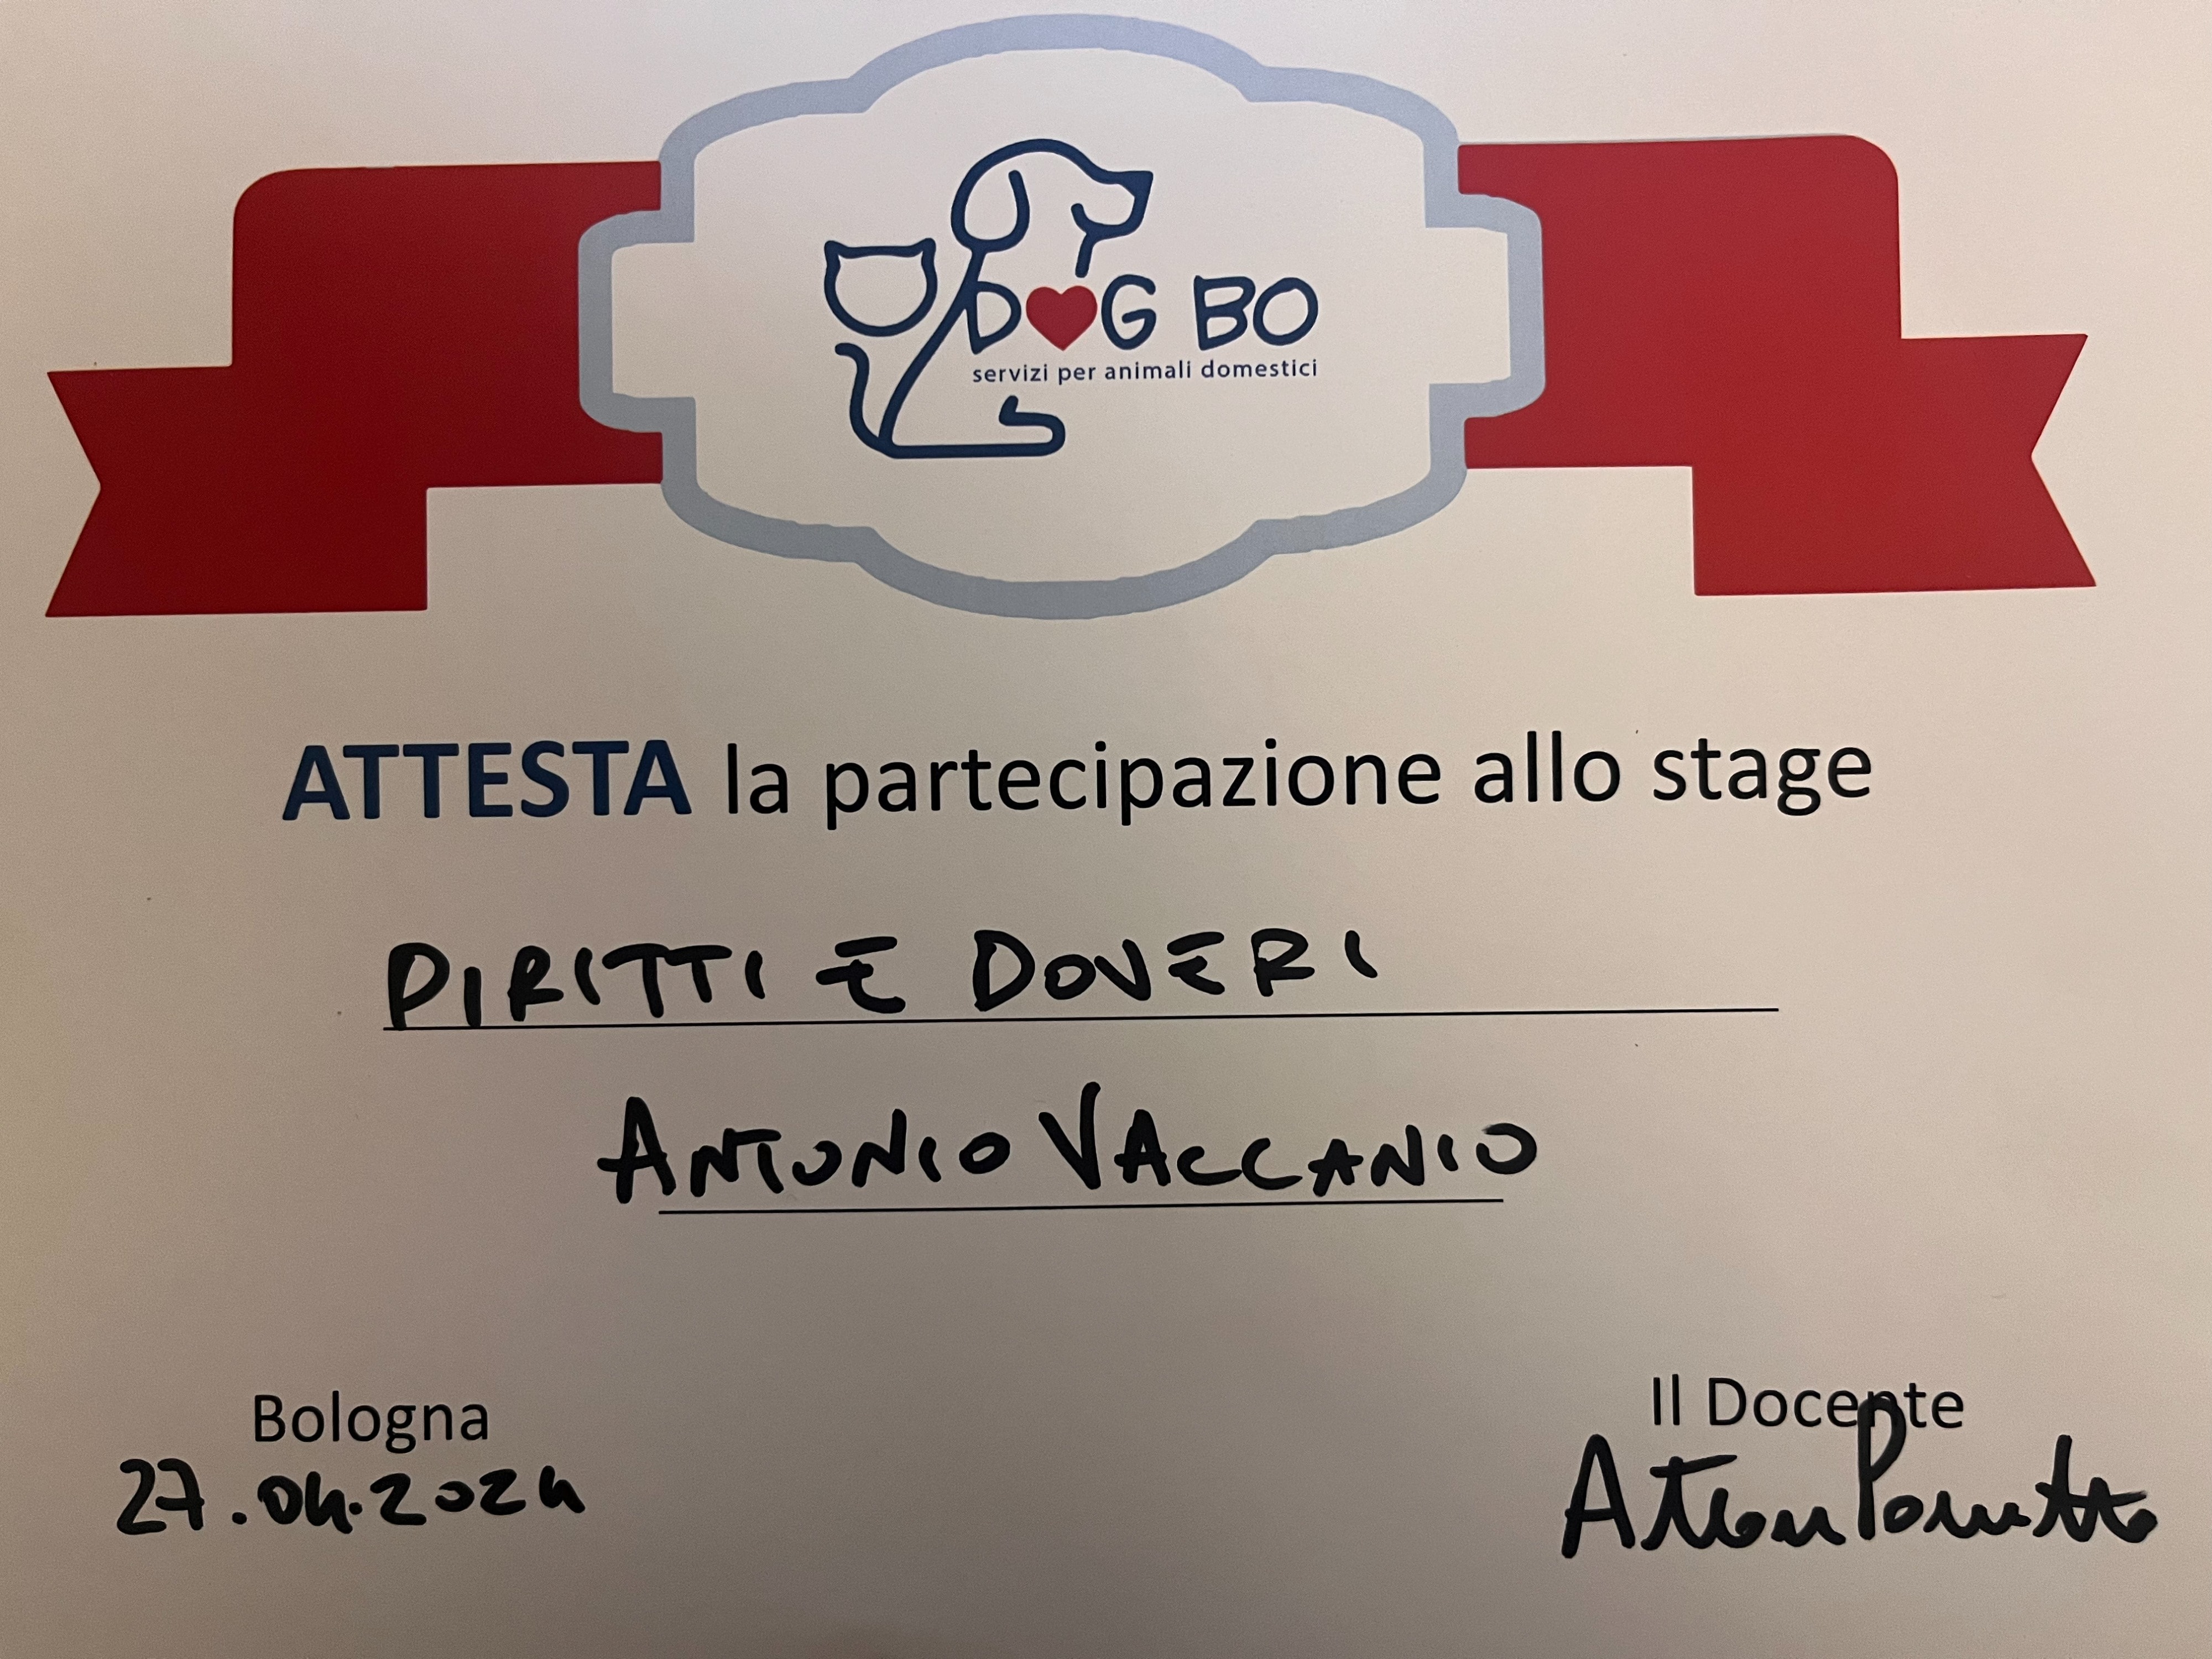 DOG BO
servizi per animali domestici
ATTESTA la partecipazione allo stage
DIRITTI E DOVERI
ANTONIO VACCANIO
Bologna
27.04.2024
Il Docente